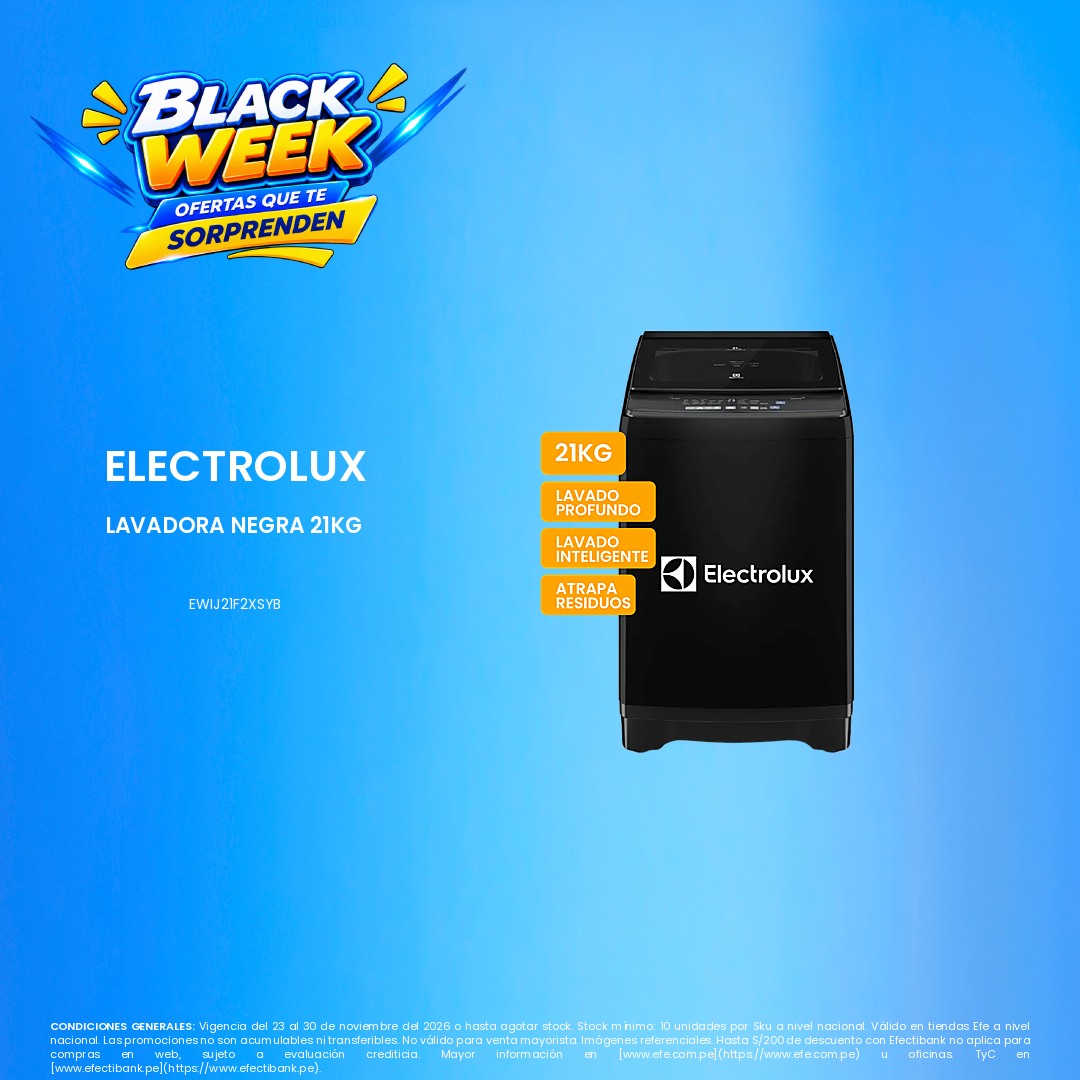 BLACK
WEEK
OFERTAS QUE TE
SORPRENDEN
ELECTROLUX
LAVADORA NEGRA 21KG
EWIJ21F2XSYB
21KG
LAVADO
PROFUNDO
LAVADO
INTELIGENTE
ATRAPA
RESIDUOS
Electrolux
CONDICIONES GENERALES: Vigencia del 23 al 30 de noviembre del 2026 o hasta agotar stock. Stock mínimo: 10 unidades por Sku a nivel nacional. Válido en tiendas Efe a nivel
nacional. Las promociones no son acumulables ni transferibles. No válido para venta mayorista. Imágenes referenciales. Hasta S/200 de descuento con Efectibank no aplica para
compras en web, sujeto a evaluación crediticia. Mayor información en [www.efe.com.pe](https://www.efe.com.pe) u oficinas. TyC en
[www.efectibank.pe](https://www.efectibank.pe).